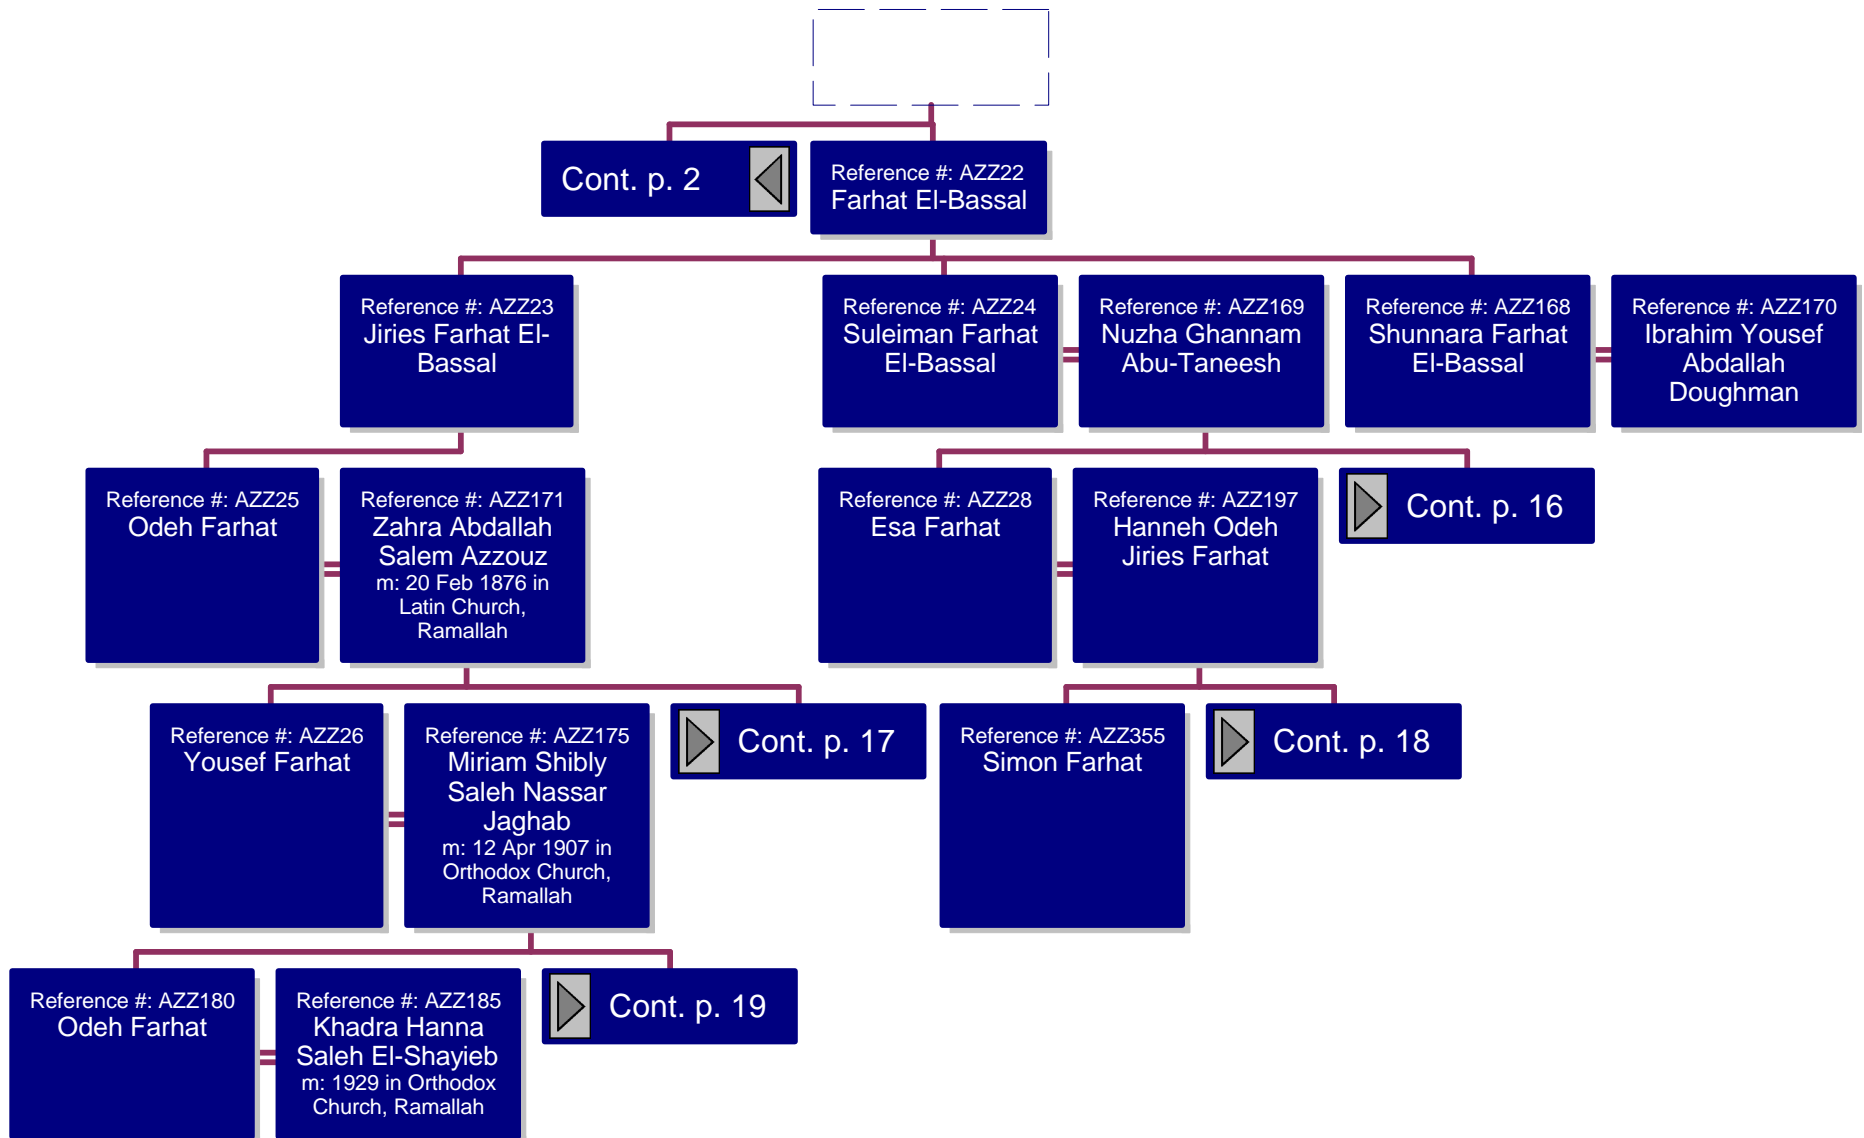 Cont. p. 2
Reference #: AZZ22
Farhat El-Bassal
Reference #: AZZ23
Jiries Farhat El-
Bassal
Reference #: AZZ24
Suleiman Farhat
El-Bassal
Reference #: AZZ169
Nuzha Ghannam
Abu-Taneesh
Reference #: AZZ168
Shunnara Farhat
El-Bassal
Reference #: AZZ170
Ibrahim Yousef
Abdallah
Doughman
Reference #: AZZ25
Odeh Farhat
Reference #: AZZ171
Zahra Abdallah
Salem Azzouz
m: 20 Feb 1876 in
Latin Church,
Ramallah
Reference #: AZZ28
Esa Farhat
Reference #: AZZ197
Hanneh Odeh
Jiries Farhat
Cont. p. 16
Reference #: AZZ26
Yousef Farhat
Reference #: AZZ175
Miriam Shibly
Saleh Nassar
Jaghab
m: 12 Apr 1907 in
Orthodox Church,
Ramallah
Cont. p. 17
Reference #: AZZ355
Simon Farhat
Cont. p. 18
Reference #: AZZ180
Odeh Farhat
Reference #: AZZ185
Khadra Hanna
Saleh El-Shayieb
m: 1929 in Orthodox
Church, Ramallah
Cont. p. 19